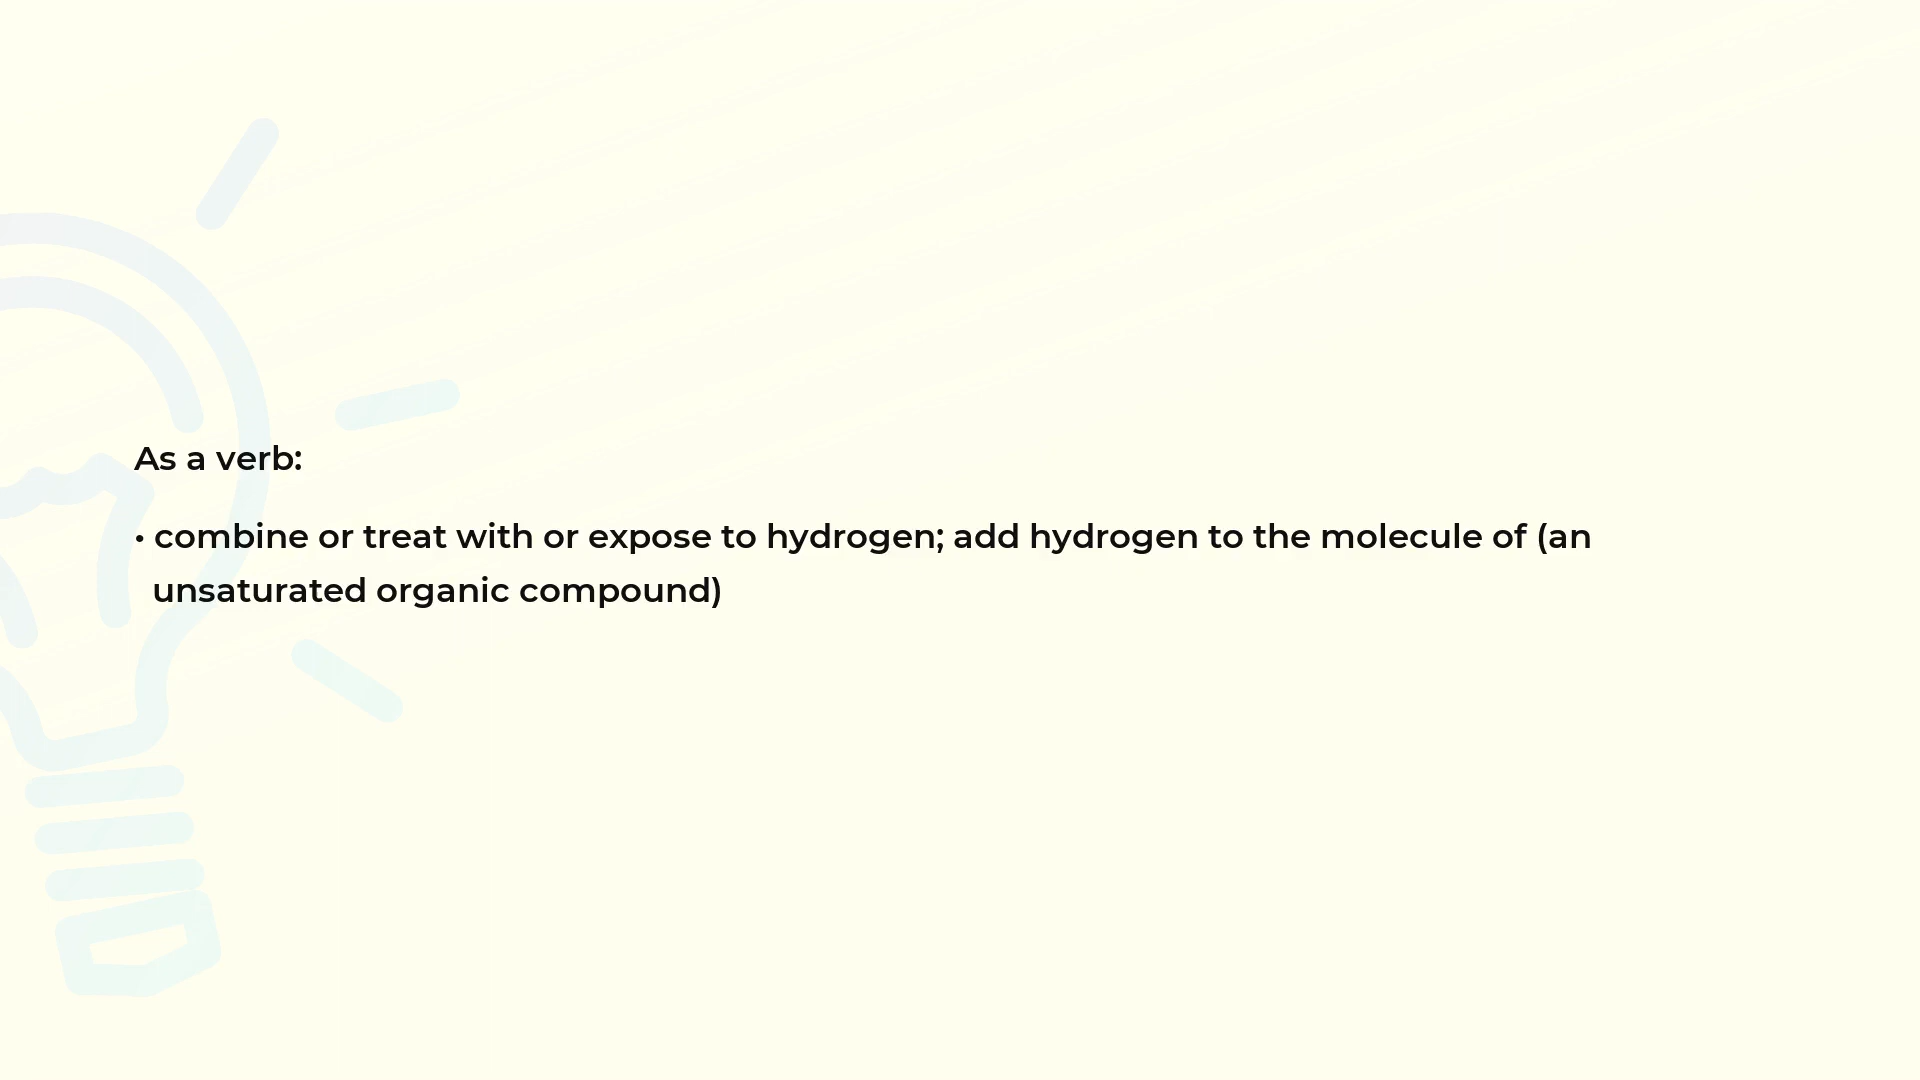 As a verb:
• combine or treat with or expose to hydrogen; add hydrogen to the molecule of (an
unsaturated organic compound)